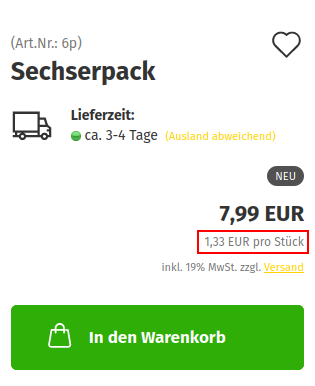 (Art.Nr.: 6p)
Sechserpack
Lieferzeit:
ca. 3-4 Tage (Ausland abweichend)
NEU
7,99 EUR
1,33 EUR pro Stück
inkl. 19% MwSt. zzgl. Versand
In den Warenkorb